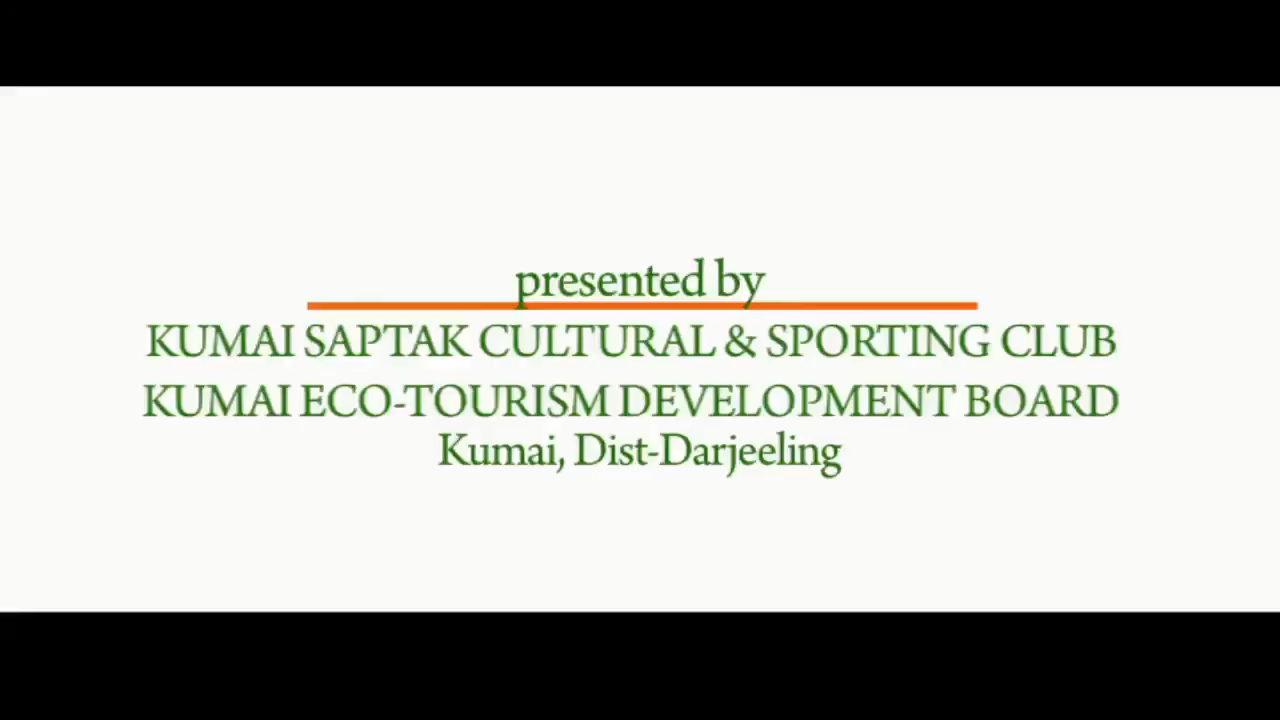 presented by
KUMAI SAPTAK CULTURAL & SPORTING CLUB
KUMAI ECO-TOURISM DEVELOPMENT BOARD
Kumai, Dist-Darjeeling